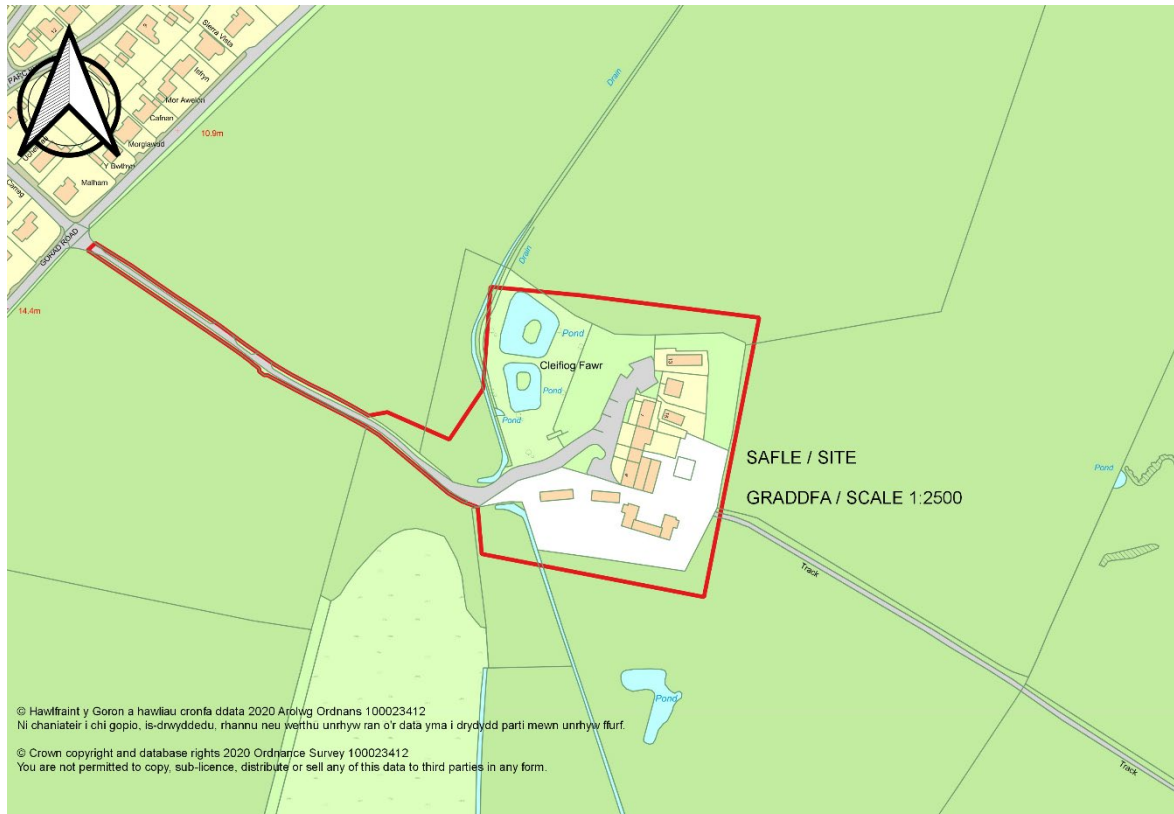 Sierra Vista
Isfryn
Mor Awelon
Cafnan
Morglawdd
Y Bwthyn
Malham
10.9m
GORAD ROAD
14.4m
Drain
Drain
Pond
Cleifiog Fawr
Pond
Pond
SAFLE / SITE
GRADDFA / SCALE 1:2500
Pond
Track
Track
Pond
© Hawlfraint y Goron a hawliau cronfa ddata 2020 Arolwg Ordnans 100023412
Ni chaniateir i chi gopio, is-drwyddedu, rhannu neu werthu unrhyw ran o'r data yma i drydydd parti mewn unrhyw ffurf.
© Crown copyright and database rights 2020 Ordnance Survey 100023412
You are not permitted to copy, sub-licence, distribute or sell any of this data to third parties in any form.